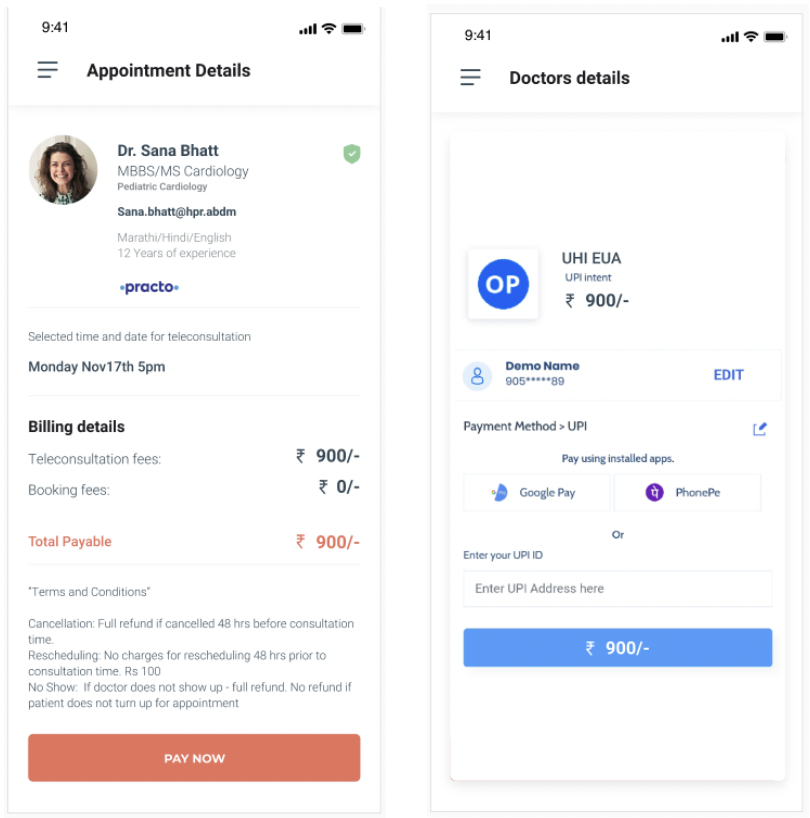 9:41
Appointment Details
Dr. Sana Bhatt
MBBS/MS Cardiology
Pediatric Cardiology
Sana.bhatt@hpr.abdm
Marathi/Hindi/English
12 Years of experience
•practo•
Selected time and date for teleconsultation
Monday Nov17th 5pm
Billing details
Teleconsultation fees: ₹ 900/-
Booking fees: ₹ 0/-
Total Payable ₹ 900/-
"Terms and Conditions"
Cancellation: Full refund if cancelled 48 hrs before consultation
time.
Rescheduling: No charges for rescheduling 48 hrs prior to
consultation time. Rs 100
No Show: If doctor does not show up - full refund. No refund if
patient does not turn up for appointment
PAY NOW
9:41
Doctors details
OP
UHI EUA
UPI intent
₹ 900/-
Demo Name
905*****89
EDIT
Payment Method > UPI
Pay using installed apps.
Google Pay
PhonePe
Or
Enter your UPI ID
Enter UPI Address here
₹ 900/-